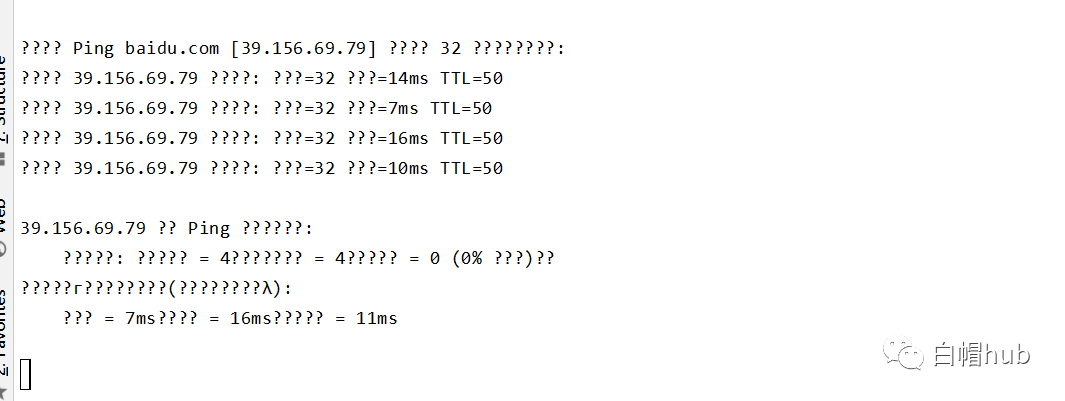 ???? Ping baidu.com [39.156.69.79] ???? 32 ????????:
???? 39.156.69.79 ????: ???=32 ???=14ms TTL=50
???? 39.156.69.79 ????: ???=32 ???=7ms TTL=50
???? 39.156.69.79 ????: ???=32 ???=16ms TTL=50
???? 39.156.69.79 ????: ???=32 ???=10ms TTL=50
39.156.69.79 ?? Ping ??????:
?????: ????? = 4??????? = 4????? = 0 (0% ???)??
?????г????????(????????λ):
??? = 7ms???? = 16ms????? = 11ms
Web
2: Favorites
白帽hub